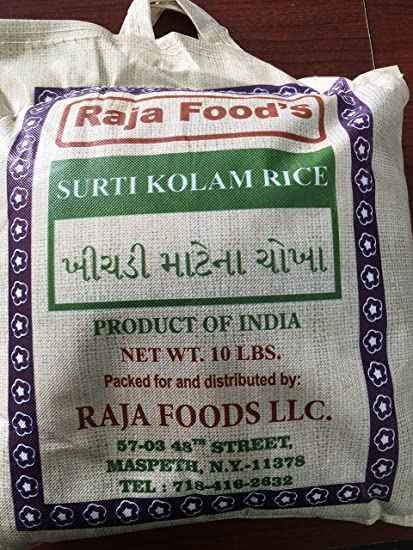 Raja Food's
SURTI KOLAM RICE
ખીચડી માટેના ચોખા
PRODUCT OF INDIA
NET WT. 10 LBS.
Packed for and distributed by:
RAJA FOODS LLC.
57-03 48TH STREET,
MASPETH, N.Y.-11378
TEL : 718-416-2632